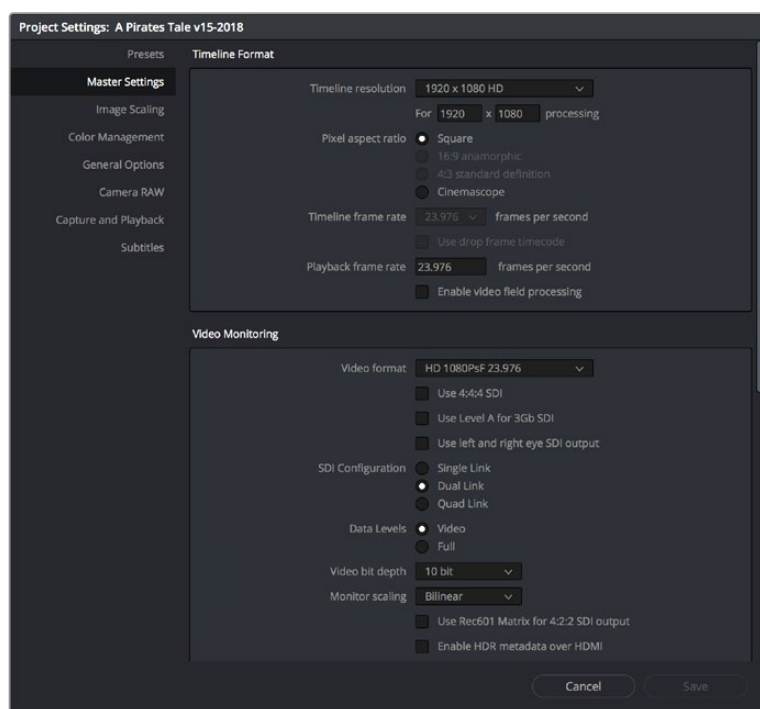 Project Settings: A Pirates Tale v15-2018
Presets
Master Settings
Image Scaling
Color Management
General Options
Camera RAW
Capture and Playback
Subtitles
Timeline Format
Timeline resolution 1920 x 1080 HD
For 1920 x 1080 processing
Pixel aspect ratio Square
16:9 anamorphic
4:3 standard definition
Cinemascope
Timeline frame rate 23.976 frames per second
Use drop frame timecode
Playback frame rate 23.976 frames per second
Enable video field processing
Video Monitoring
Video format HD 1080PsF 23.976
Use 4:4:4 SDI
Use Level A for 3Gb SDI
Use left and right eye SDI output
SDI Configuration Single Link
Dual Link
Quad Link
Data Levels Video
Full
Video bit depth 10 bit
Monitor scaling Bilinear
Use Rec601 Matrix for 4:2:2 SDI output
Enable HDR metadata over HDMI
Cancel Save